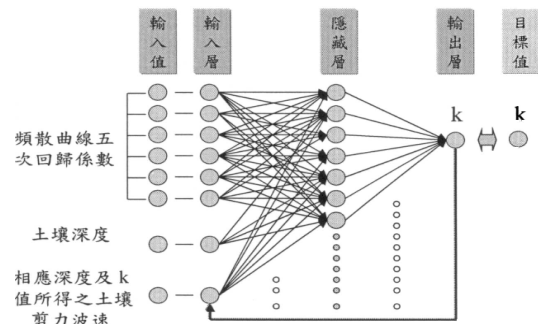 輸入值
輸入層
隱藏層
輸出層
目標值
頻散曲線五
次回歸係數
土壤深度
相應深度及k
值所得之土壤
剪力波速
k
k